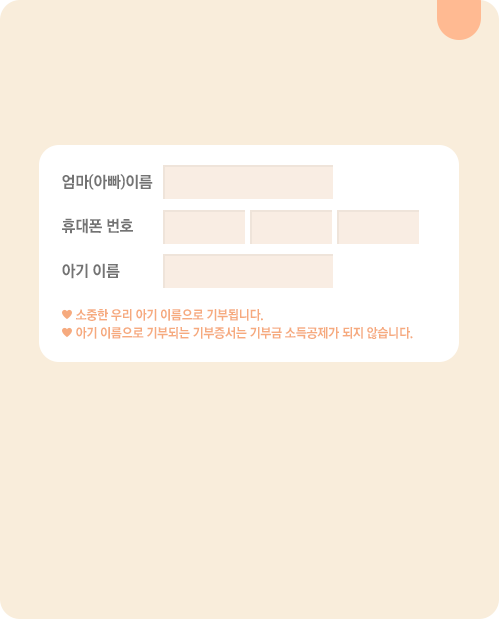 엄마(아빠)이름
휴대폰 번호
아기 이름
♥ 소중한 우리 아기 이름으로 기부됩니다.
♥ 아기 이름으로 기부되는 기부증서는 기부금 소득공제가 되지 않습니다.